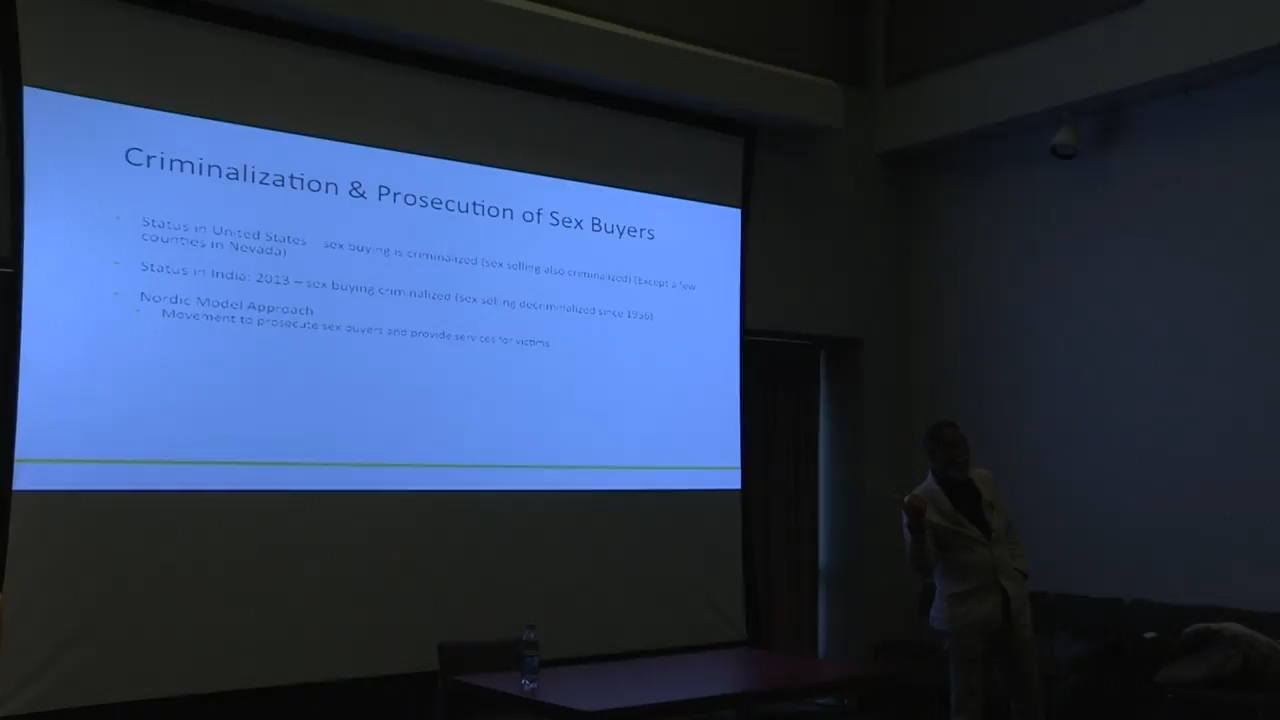 Criminalization & Prosecution of Sex Buyers
Status in United States – sex buying is criminalized (sex selling also criminalized) (Except a few
counties in Nevada)
Status in India: 2013 – sex buying criminalized (sex selling decriminalized since 1956)
Nordic Model Approach
Movement to prosecute sex buyers and provide services for victims